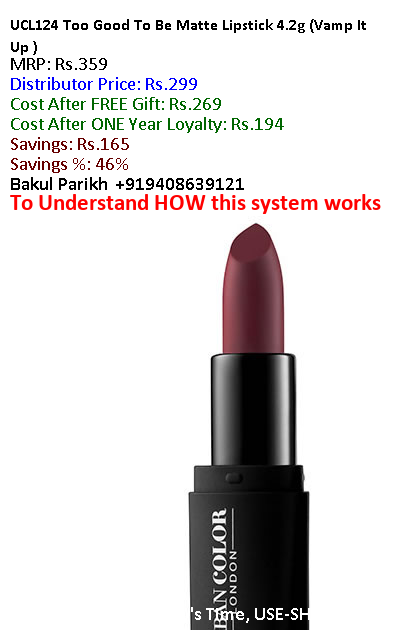 UCL124 Too Good To Be Matte Lipstick 4.2g (Vamp It
Up )
MRP: Rs.359
Distributor Price: Rs.299
Cost After FREE Gift: Rs.269
Cost After ONE Year Loyalty: Rs.194
Savings: Rs.165
Savings %: 46%
Bakul Parikh +919408639121
To Understand HOW this system works
BAN COLOR
LONDON
's Time, USE-SH